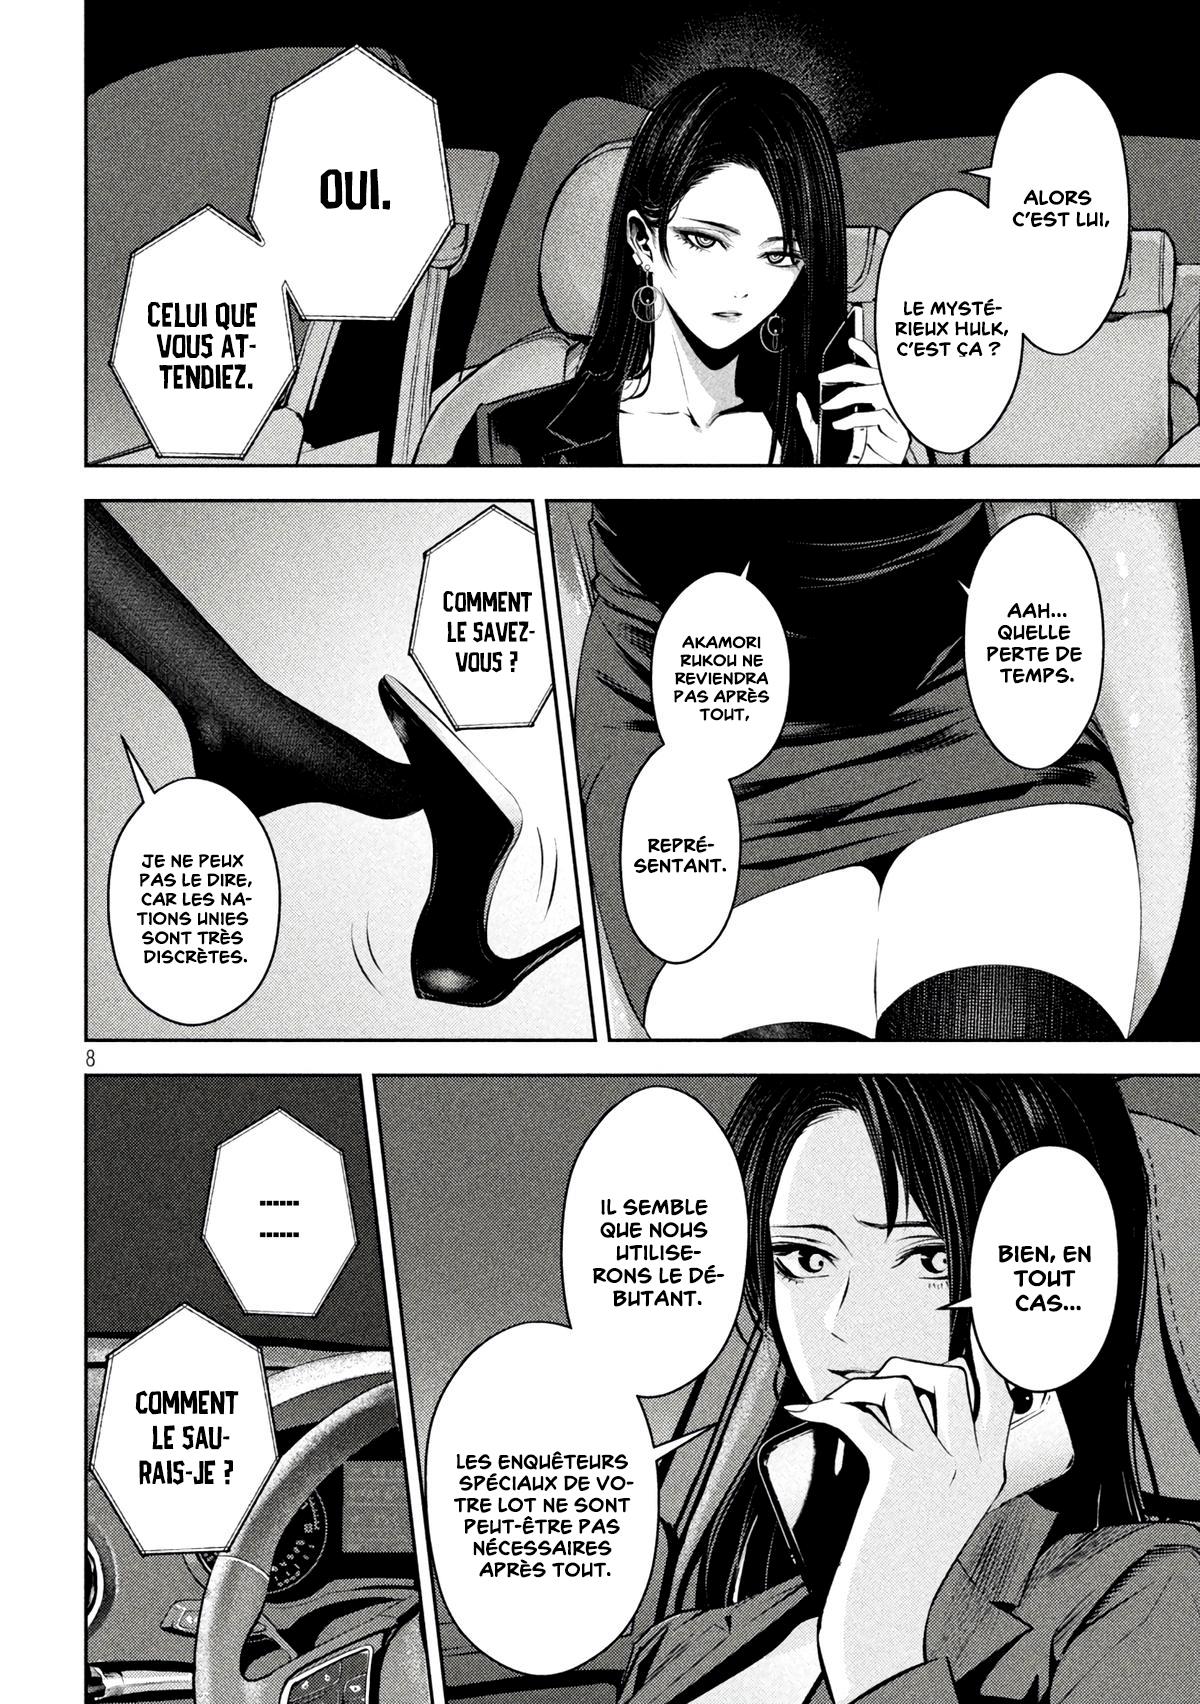 ALORS
C'EST LUI,
LE MYSTÉ-
RIEUX HULK,
C'EST ÇA ?
OUI.
CELUI QUE
VOUS AT-
TENDIEZ.
AAH...
QUELLE
PERTE DE
TEMPS.
AKAMORI
RUKOU NE
REVIENDRA
PAS APRÈS
TOUT,
REPRÉ-
SENTANT.
COMMENT
LE SAVEZ-
VOUS ?
JE NE PEUX
PAS LE DIRE,
CAR LES NA-
TIONS UNIES
SONT TRÈS
DISCRÈTES.
8
BIEN, EN
TOUT
CAS...
IL SEMBLE
QUE NOUS
UTILISE-
RONS LE DÉ-
BUTANT.
LES ENQUÊTEURS
SPÉCIAUX DE VO-
TRE LOT NE SONT
PEUT-ÊTRE PAS
NÉCESSAIRES
APRÈS TOUT.
......
......
COMMENT
LE SAU-
RAIS-JE ?